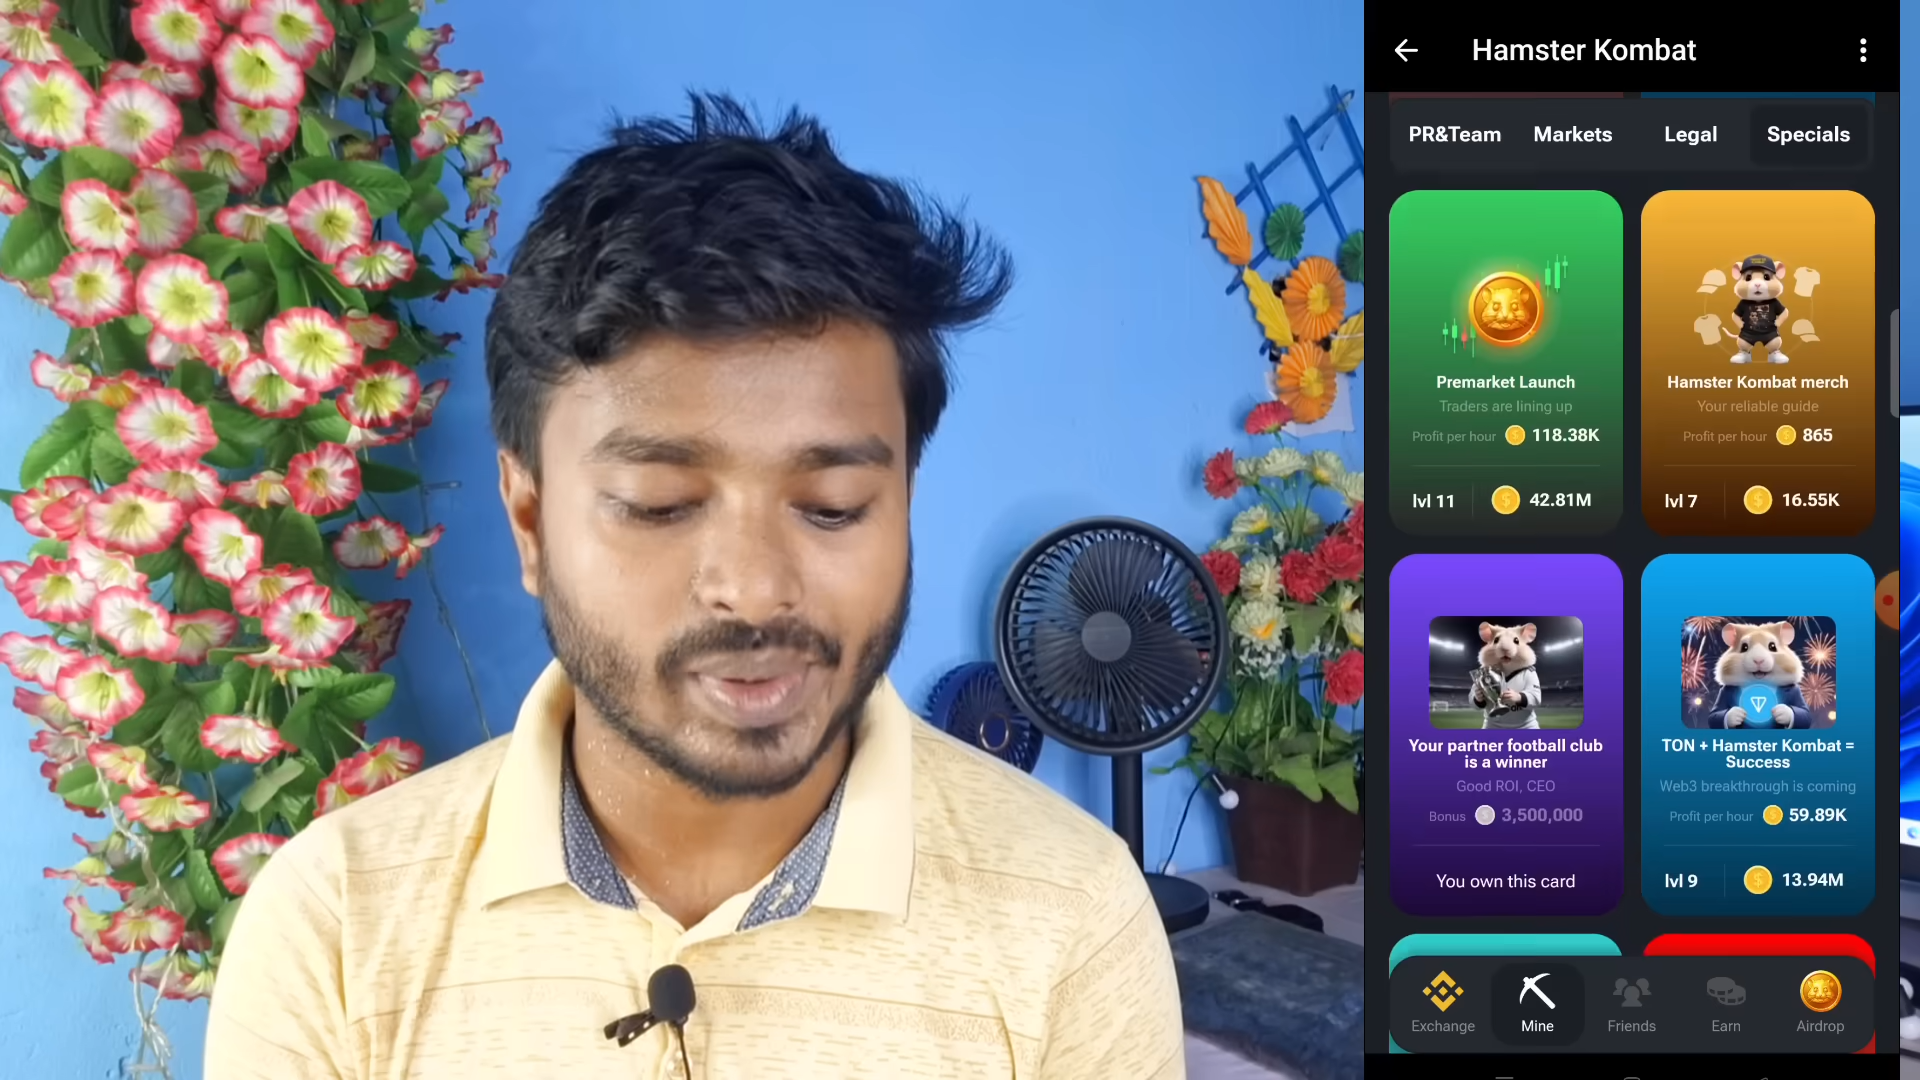 Hamster Kombat
PR&Team Markets Legal Specials
Premarket Launch
Traders are lining up
Profit per hour 118.38K
lvl 11 42.81M
Hamster Kombat merch
Your reliable guide
Profit per hour 865
lvl 7 16.55K
Your partner football club
is a winner
Good ROI, CEO
Bonus 3,500,000
You own this card
TON + Hamster Kombat =
Success
Web3 breakthrough is coming
Profit per hour 59.89K
lvl 9 13.94M
Exchange Mine Friends Earn Airdrop